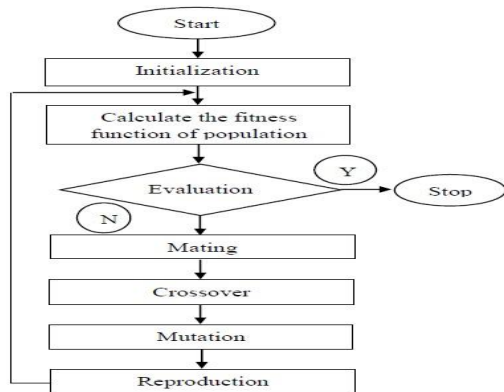 Start
Initialization
Calculate the fitness
function of population
Y
Evaluation
Stop
N
Mating
Crossover
Mutation
Reproduction